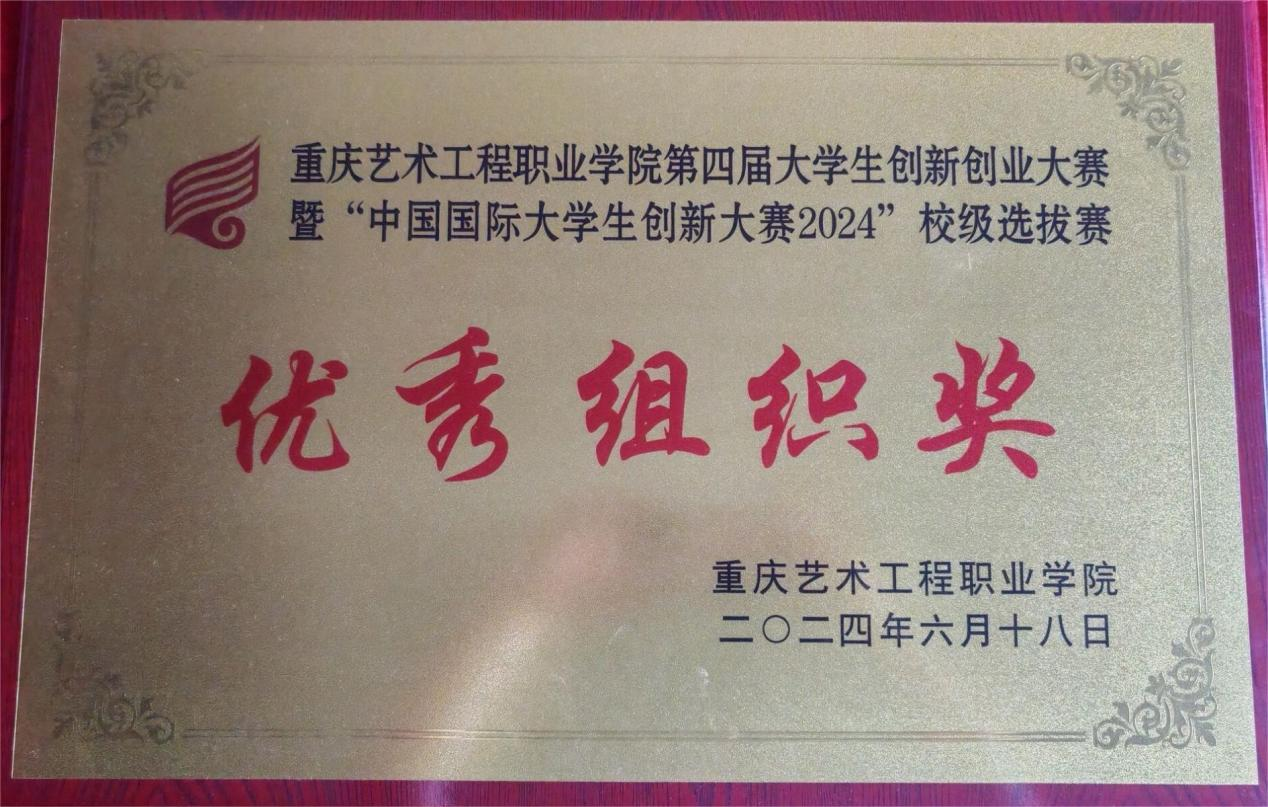 重庆艺术工程职业学院第四届大学生创新创业大赛
暨“中国国际大学生创新大赛2024”校级选拔赛
优秀组织奖
重庆艺术工程职业学院
二〇二四年六月十八日